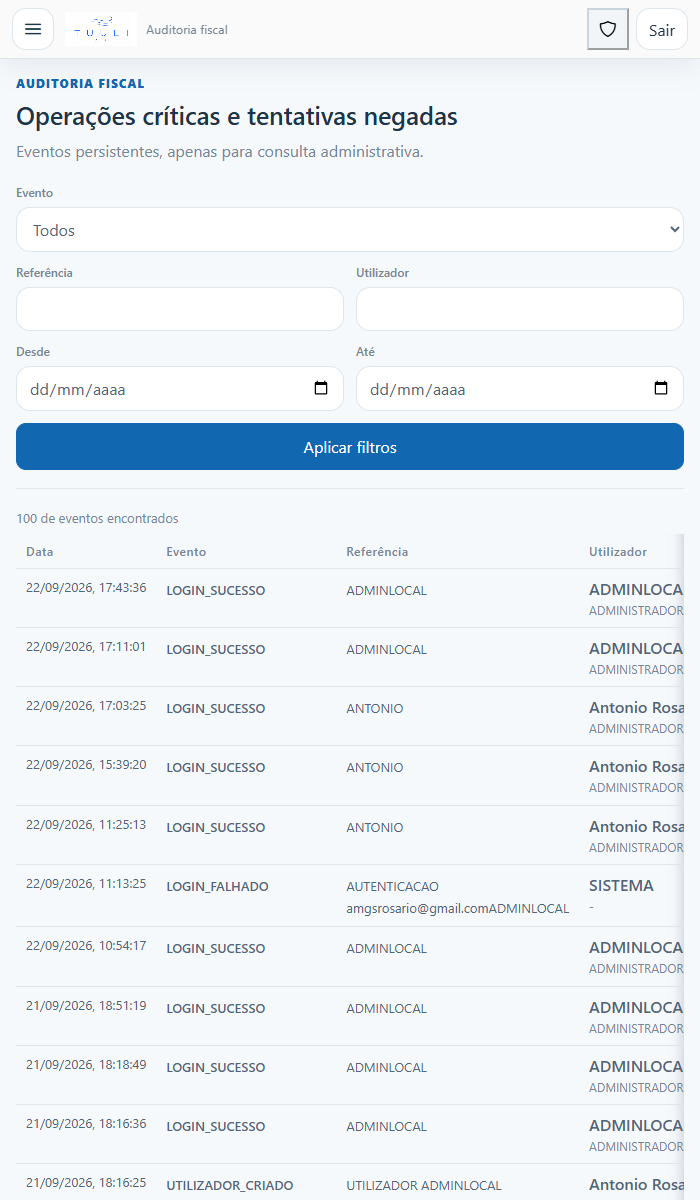 Auditoria fiscal
Sair
AUDITORIA FISCAL
Operações críticas e tentativas negadas
Eventos persistentes, apenas para consulta administrativa.
Evento
Todos
Referência Utilizador
Desde Até
dd/mm/aaaa dd/mm/aaaa
Aplicar filtros
100 de eventos encontrados
Data Evento Referência Utilizador
22/09/2026, 17:43:36 LOGIN_SUCESSO ADMINLOCAL ADMINLOCA
ADMINISTRADOR
22/09/2026, 17:11:01 LOGIN_SUCESSO ADMINLOCAL ADMINLOCA
ADMINISTRADOR
22/09/2026, 17:03:25 LOGIN_SUCESSO ANTONIO Antonio Rosa
ADMINISTRADOR
22/09/2026, 15:39:20 LOGIN_SUCESSO ANTONIO Antonio Rosa
ADMINISTRADOR
22/09/2026, 11:25:13 LOGIN_SUCESSO ANTONIO Antonio Rosa
ADMINISTRADOR
22/09/2026, 11:13:25 LOGIN_FALHADO AUTENTICACAO SISTEMA
amgsrosario@gmail.comADMINLOCAL -
22/09/2026, 10:54:17 LOGIN_SUCESSO ADMINLOCAL ADMINLOCA
ADMINISTRADOR
21/09/2026, 18:51:19 LOGIN_SUCESSO ADMINLOCAL ADMINLOCA
ADMINISTRADOR
21/09/2026, 18:18:49 LOGIN_SUCESSO ADMINLOCAL ADMINLOCA
ADMINISTRADOR
21/09/2026, 18:16:36 LOGIN_SUCESSO ADMINLOCAL ADMINLOCA
ADMINISTRADOR
21/09/2026, 18:16:25 UTILIZADOR_CRIADO UTILIZADOR ADMINLOCAL Antonio Rosa